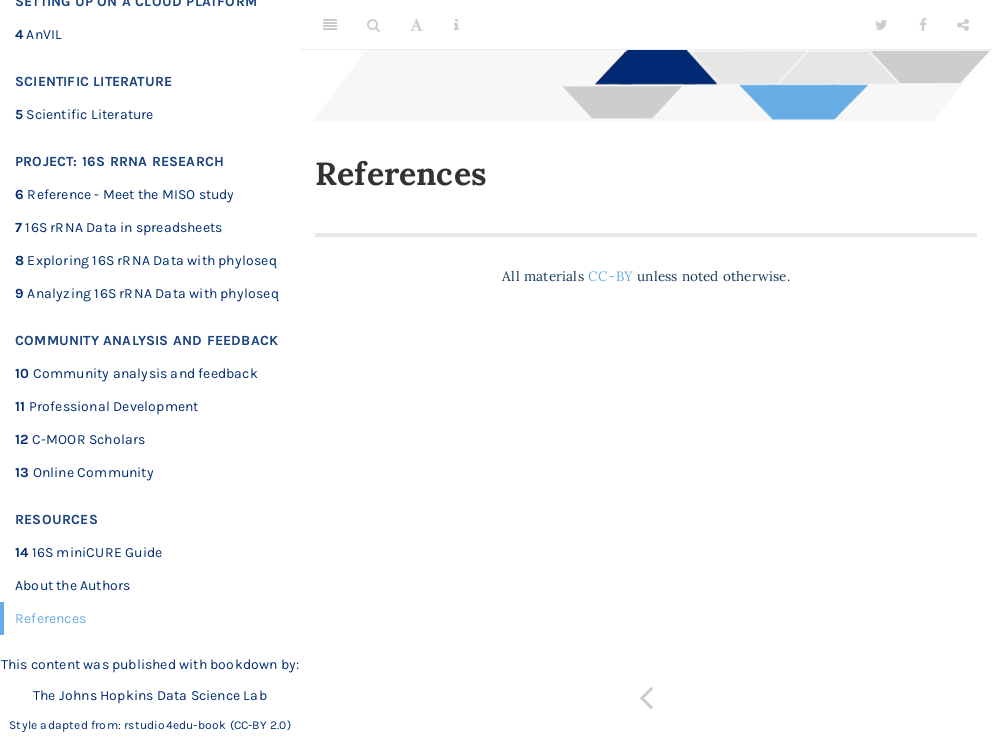 SETTING UP ON A CLOUD PLATFORM
4 AnVIL
SCIENTIFIC LITERATURE
5 Scientific Literature
PROJECT: 16S RRNA RESEARCH
6 Reference - Meet the MISO study
7 16S rRNA Data in spreadsheets
8 Exploring 16S rRNA Data with phyloseq
9 Analyzing 16S rRNA Data with phyloseq
COMMUNITY ANALYSIS AND FEEDBACK
10 Community analysis and feedback
11 Professional Development
12 C-MOOR Scholars
13 Online Community
RESOURCES
14 16S miniCURE Guide
About the Authors
References
This content was published with bookdown by:
The Johns Hopkins Data Science Lab
Style adapted from: rstudio4edu-book (CC-BY 2.0)
References
All materials CC-BY unless noted otherwise.